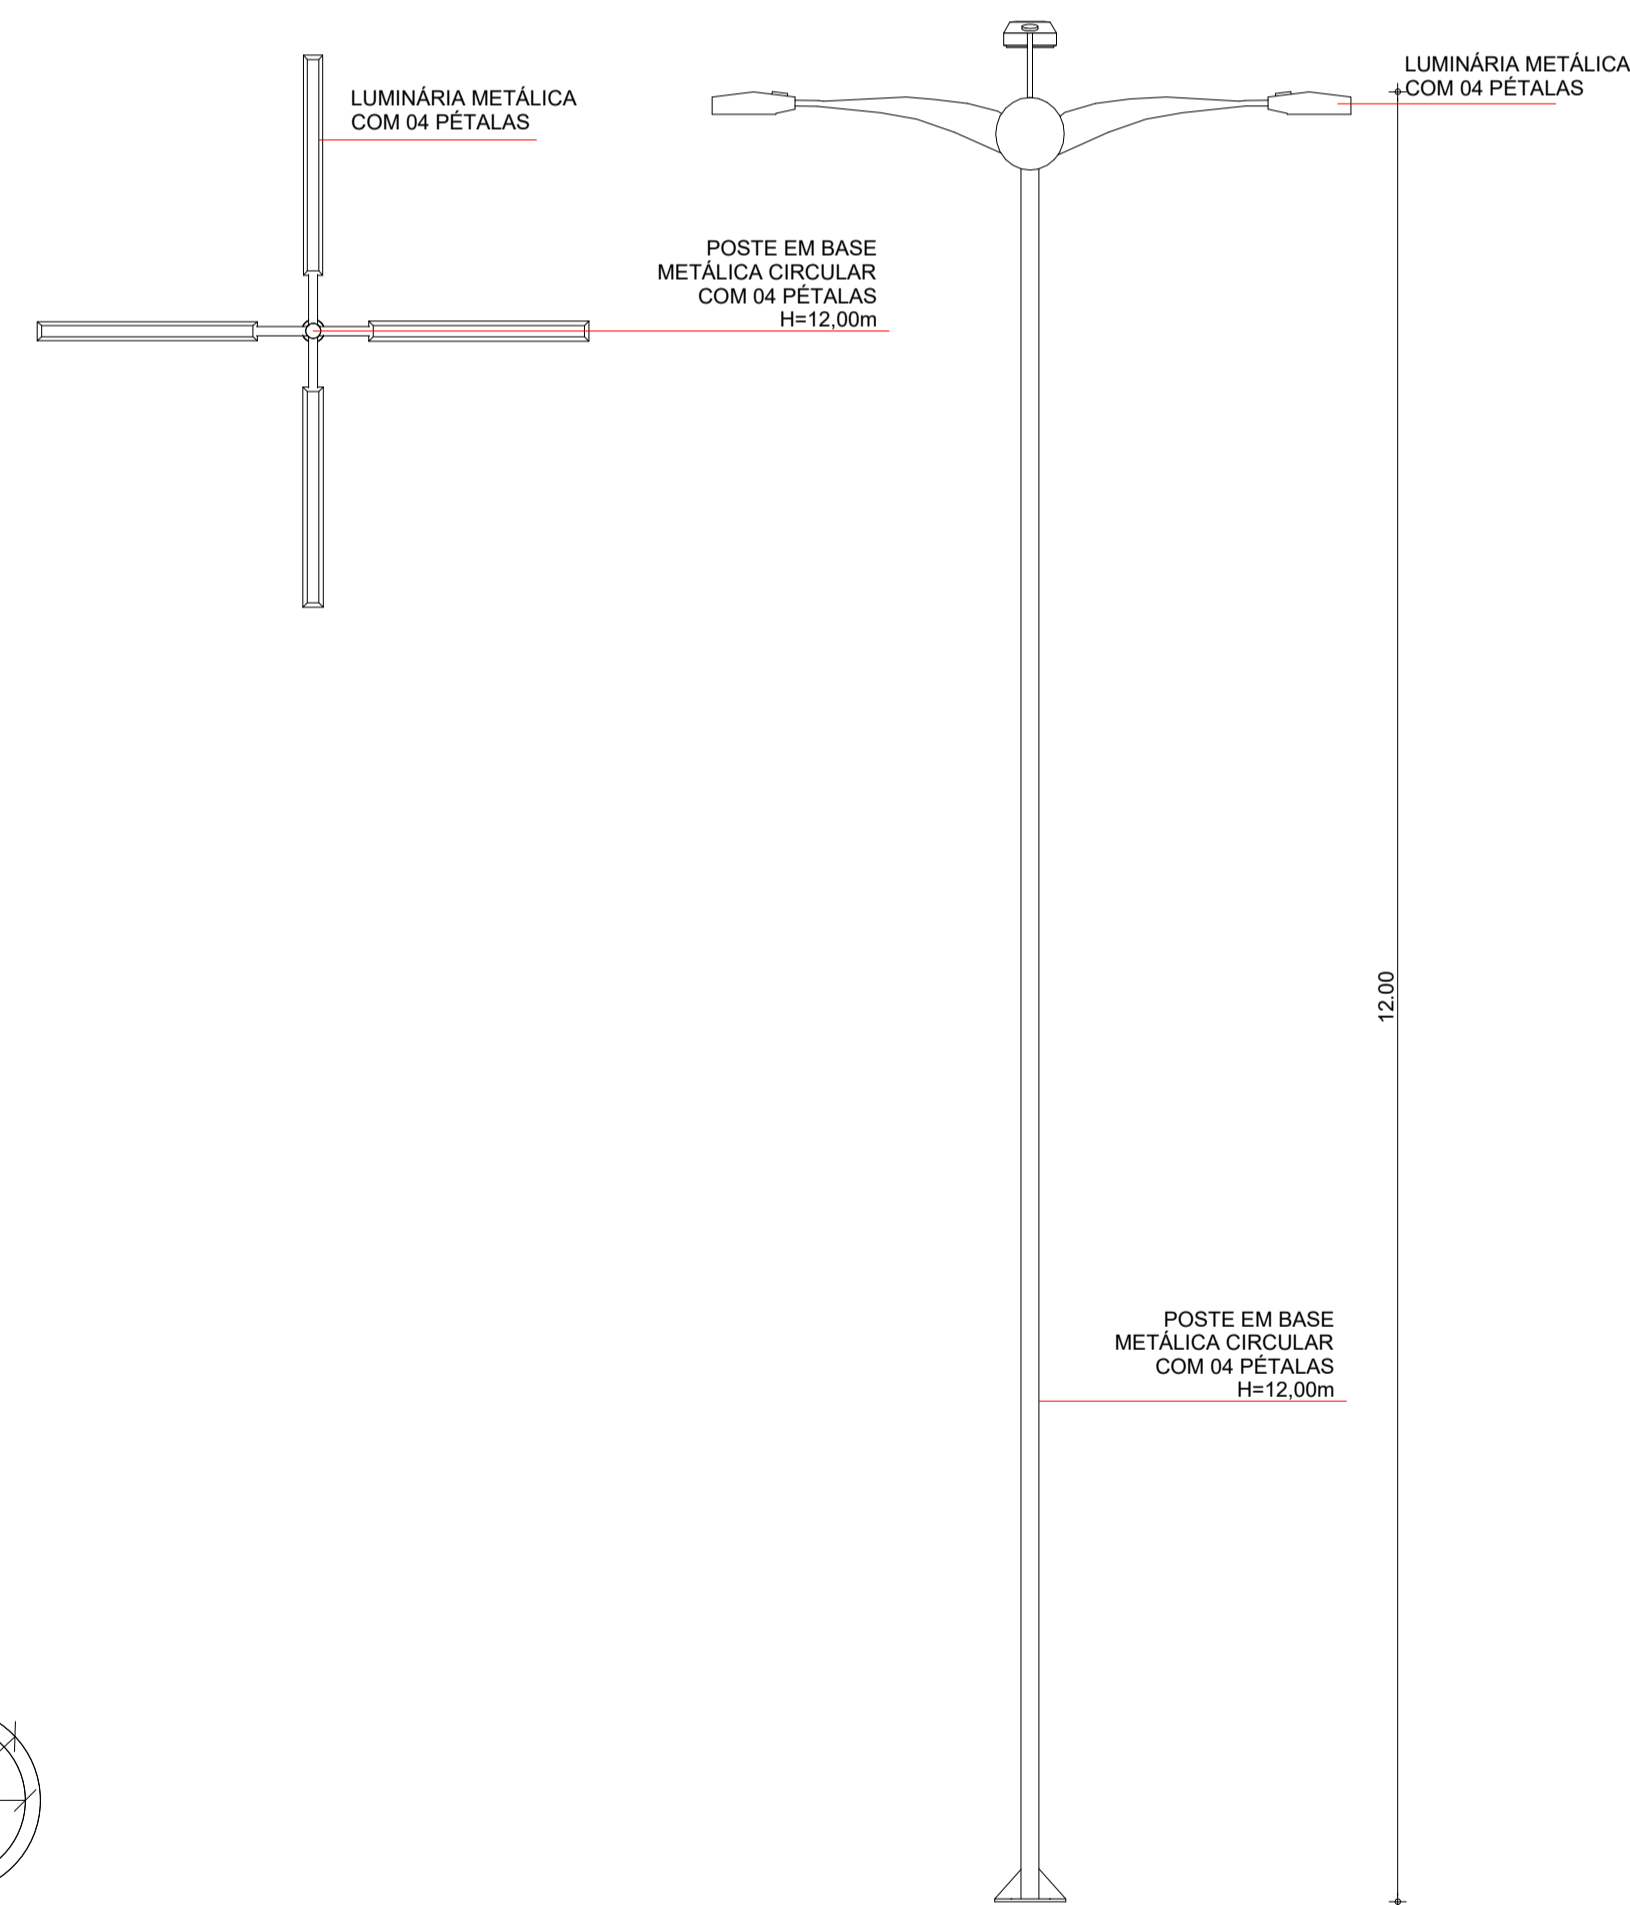 LUMINÁRIA METÁLICA
COM 04 PÉTALAS
POSTE EM BASE
METÁLICA CIRCULAR
COM 04 PÉTALAS
H=12,00m
LUMINÁRIA METÁLICA
COM 04 PÉTALAS
12.00
POSTE EM BASE
METÁLICA CIRCULAR
COM 04 PÉTALAS
H=12,00m